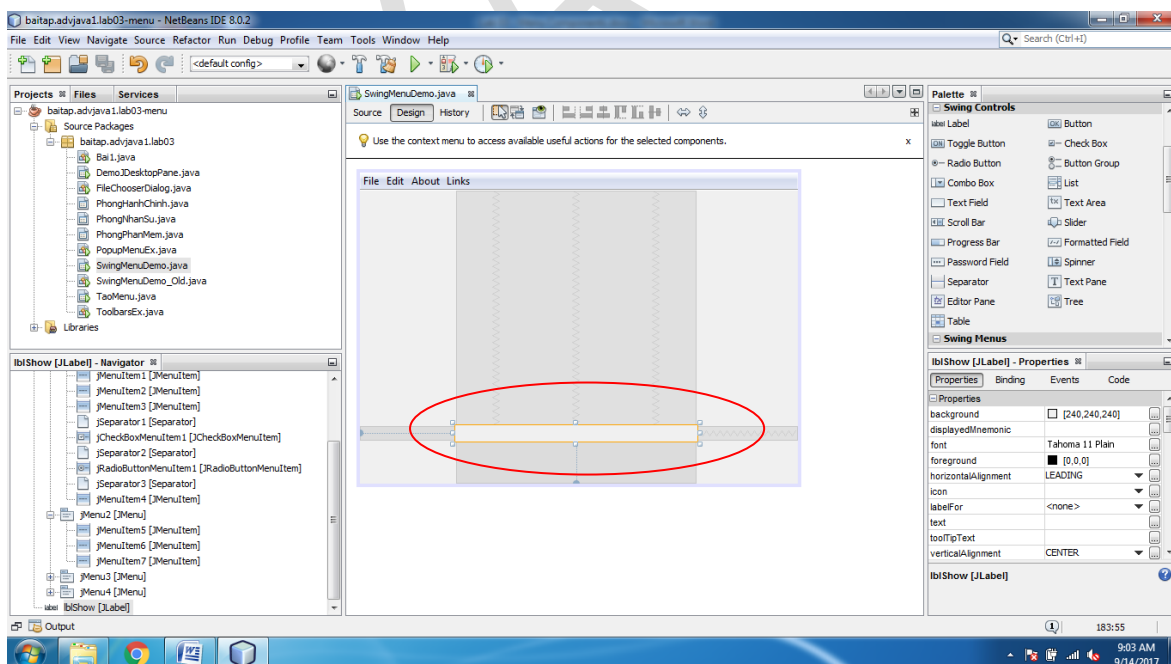 baitap.advjava1.lab03-menu - NetBeans IDE 8.0.2
File Edit View Navigate Source Refactor Run Debug Profile Team Tools Window Help
Search (Ctrl+I)
<default config>
Projects Files Services
baitap.advjava1.lab03-menu
Source Packages
baitap.advjava1.lab03
Bai1.java
DemoJDesktopPane.java
FileChooserDialog.java
PhongHanhChinh.java
PhongNhanSu.java
PhongPhanMem.java
PopupMenuEx.java
SwingMenuDemo.java
SwingMenuDemo_Old.java
TaoMenu.java
ToolbarsEx.java
Libraries
lblShow [JLabel] - Navigator
jMenuItem1 [JMenuItem]
jMenuItem2 [JMenuItem]
jMenuItem3 [JMenuItem]
jSeparator1 [Separator]
jCheckBoxMenuItem1 [JCheckBoxMenuItem]
jSeparator2 [Separator]
jRadioButtonMenuItem1 [JRadioButtonMenuItem]
jSeparator3 [Separator]
jMenuItem4 [JMenuItem]
jMenu2 [JMenu]
jMenuItem5 [JMenuItem]
jMenuItem6 [JMenuItem]
jMenuItem7 [JMenuItem]
jMenu3 [JMenu]
jMenu4 [JMenu]
label lblShow [JLabel]
Output
SwingMenuDemo.java
Source Design History
Use the context menu to access available useful actions for the selected components. x
File Edit About Links
Palette
Swing Controls
label Label OK Button
ON Toggle Button Check Box
Radio Button Button Group
Combo Box List
Text Field Text Area
Scroll Bar Slider
Progress Bar Formatted Field
Password Field Spinner
Separator Text Pane
Editor Pane Tree
Table
Swing Menus
lblShow [JLabel] - Properties
Properties Binding Events Code
Properties
background [240,240,240]
displayedMnemonic
font Tahoma 11 Plain
foreground [0,0,0]
horizontalAlignment LEADING
icon
labelFor <none>
text
toolTipText
verticalAlignment CENTER
lblShow [JLabel]
1 183:55
9:03 AM
9/14/2017